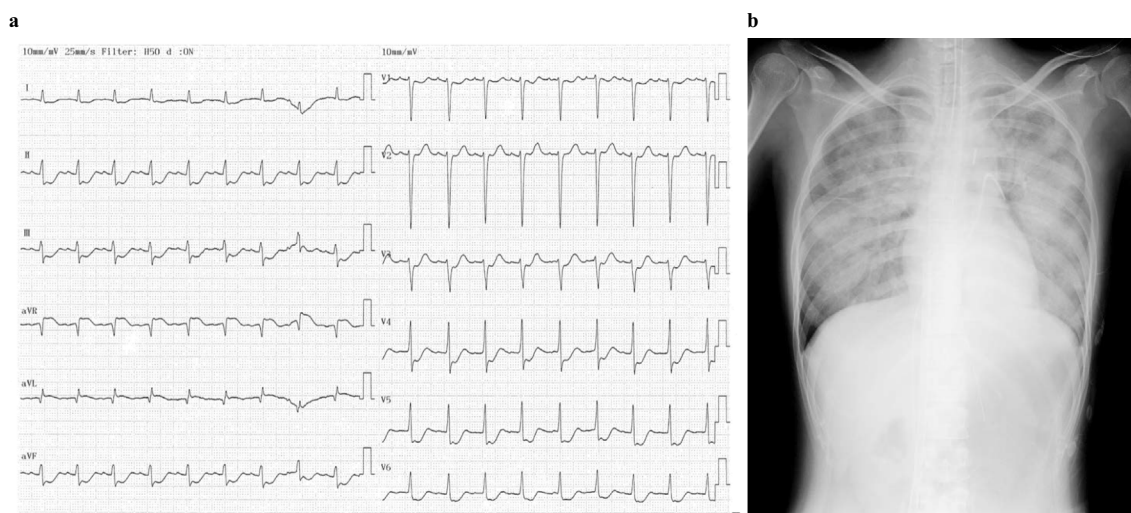 a
b
10mm/mV 25mm/s Filter: H50 d :ON
10mm/mV
I
II
III
aVR
aVL
aVF
V1
V2
V3
V4
V5
V6